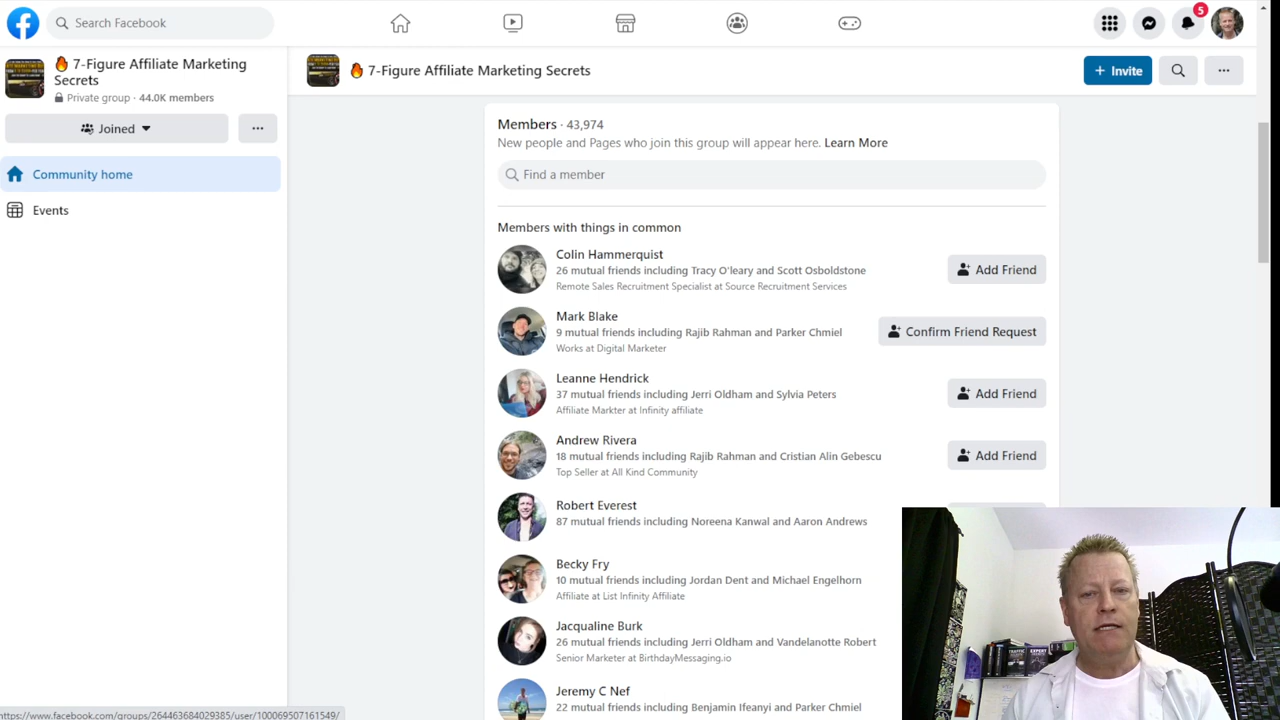 Search Facebook
5
🔥 7-Figure Affiliate Marketing
Secrets
Private group · 44.0K members
Joined
Community home
Events
🔥 7-Figure Affiliate Marketing Secrets
+ Invite
Members · 43,974
New people and Pages who join this group will appear here. Learn More
Find a member
Members with things in common
Colin Hammerquist
26 mutual friends including Tracy O'leary and Scott Osboldstone
Remote Sales Recruitment Specialist at Source Recruitment Services
Add Friend
Mark Blake
9 mutual friends including Rajib Rahman and Parker Chmiel
Works at Digital Marketer
Confirm Friend Request
Leanne Hendrick
37 mutual friends including Jerri Oldham and Sylvia Peters
Affiliate Markter at Infinity affiliate
Add Friend
Andrew Rivera
18 mutual friends including Rajib Rahman and Cristian Alin Gebescu
Top Seller at All Kind Community
Add Friend
Robert Everest
87 mutual friends including Noreena Kanwal and Aaron Andrews
Becky Fry
10 mutual friends including Jordan Dent and Michael Engelhorn
Affiliate at List Infinity Affiliate
Jacqualine Burk
26 mutual friends including Jerri Oldham and Vandelanotte Robert
Senior Marketer at BirthdayMessaging.io
Jeremy C Nef
22 mutual friends including Benjamin Ifeanyi and Parker Chmiel
TRAFFIC
EXPERT
https://www.facebook.com/groups/264463684029385/user/100069507161549/